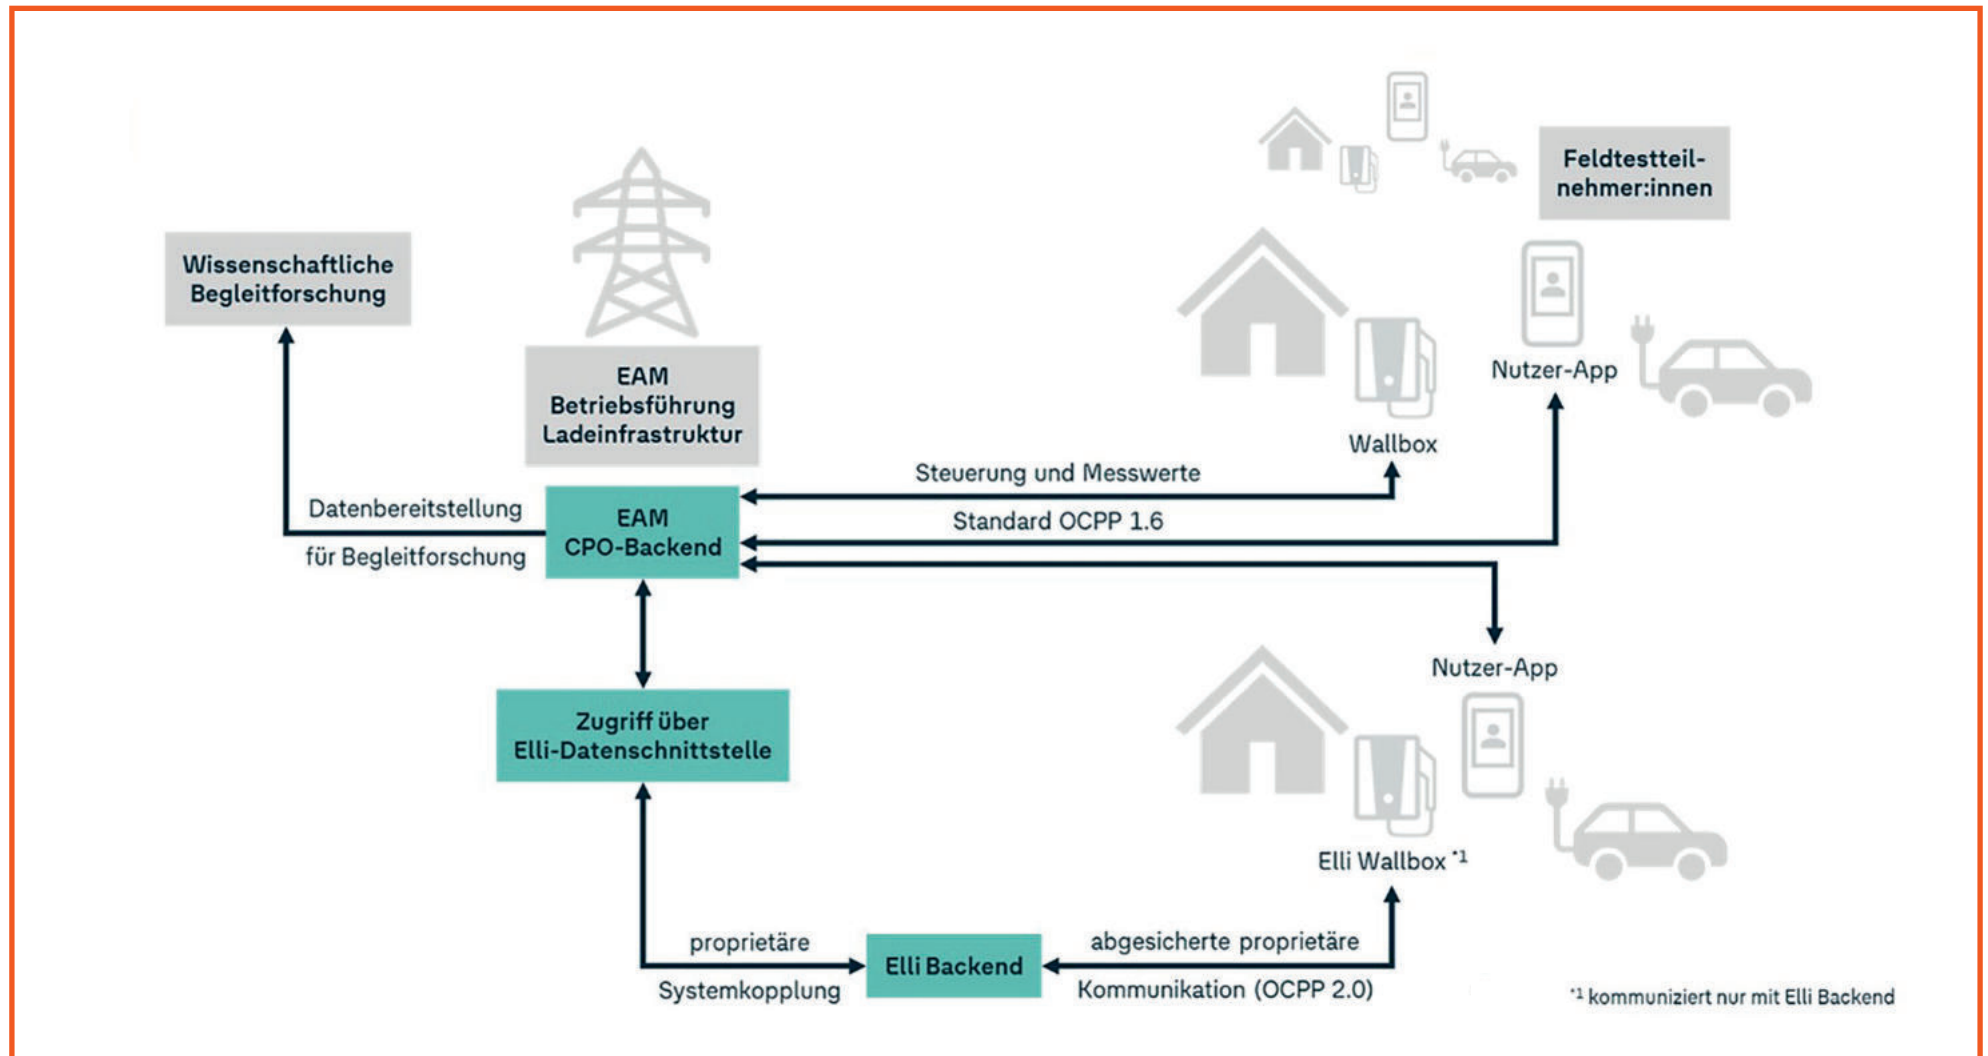 Feldtestteil-
nehmer:innen
Wissenschaftliche
Begleitforschung
EAM
Betriebsführung
Ladeinfrastruktur
Nutzer-App
Wallbox
Steuerung und Messwerte
Standard OCPP 1.6
Datenbereitstellung
für Begleitforschung
EAM
CPO-Backend
Nutzer-App
Zugriff über
Elli-Datenschnittstelle
Elli Wallbox *1
proprietäre
Systemkopplung
Elli Backend
abgesicherte proprietäre
Kommunikation (OCPP 2.0)
*1 kommuniziert nur mit Elli Backend